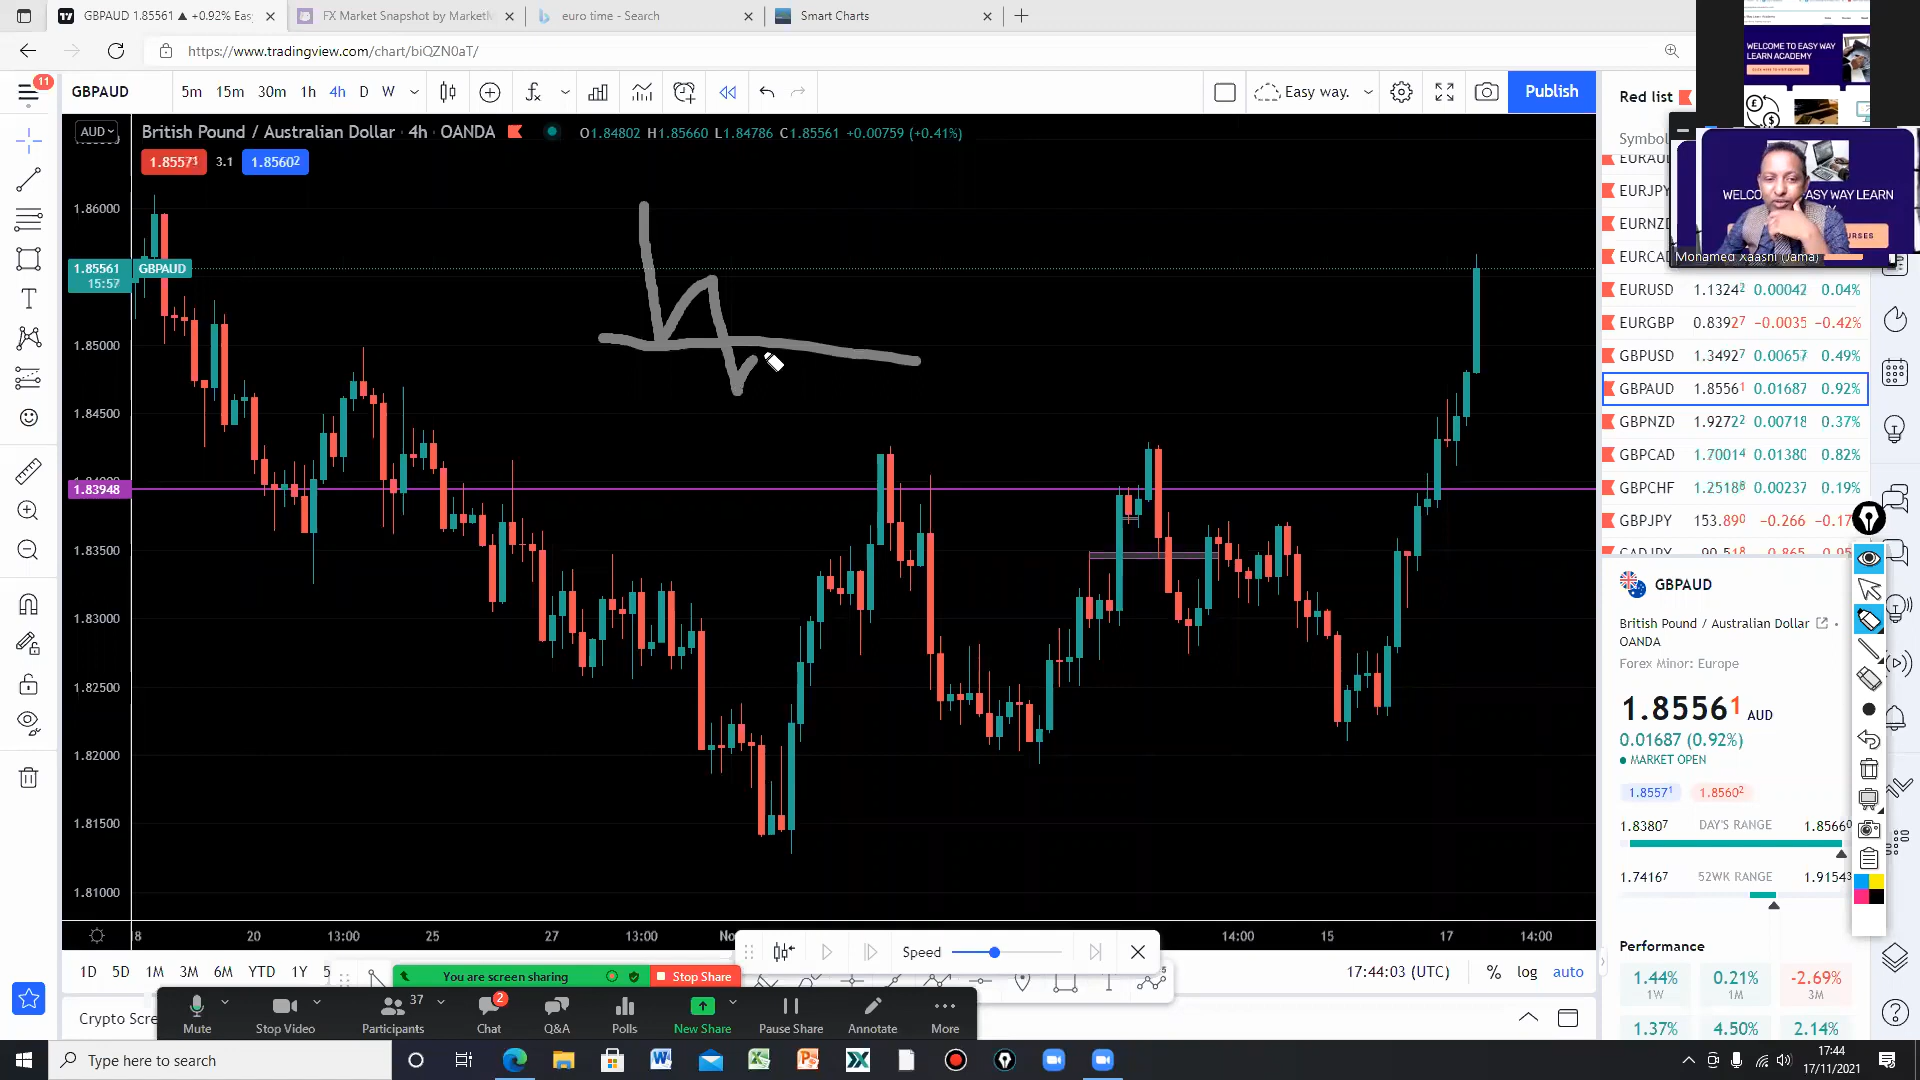 GBPAUD 1.85561 ▲ +0.92% Eas
FX Market Snapshot by Market
euro time - Search
Smart Charts
https://www.tradingview.com/chart/biQZN0aT/
11
GBPAUD 5m 15m 30m 1h 4h D W
Easy way.
Publish
AUD
British Pound / Australian Dollar · 4h · OANDA
O1.84802 H1.85660 L1.84786 C1.85561 +0.00759 (+0.41%)
1.85571 3.1 1.85602
1.86000
1.85561 GBPAUD
15:57
1.85000
1.84500
1.83948
1.83500
1.83000
1.82500
1.82000
1.81500
1.81000
20 13:00 25 27 13:00 No 14:00 15 17 14:00
Speed
1D 5D 1M 3M 6M YTD 1Y 5
17:44:03 (UTC) % log auto
You are screen sharing
Stop Share
Crypto Scre
Mute
Stop Video
37
Participants
2
Chat
Q&A
Polls
New Share
Pause Share
Annotate
More
WELCOME TO EASY WAY
LEARN
ACADEMY
Mohamed Xaashi (Jama)
Red list
Symbol
EURAUD
EURJPY
EURNZD
EURCAD
EURUSD 1.13242 0.00042 0.04%
EURGBP 0.83927 −0.0035 −0.42%
GBPUSD 1.34927 0.00657 0.49%
GBPAUD 1.85561 0.01687 0.92%
GBPNZD 1.92722 0.00718 0.37%
GBPCAD 1.70014 0.01380 0.82%
GBPCHF 1.25188 0.00237 0.19%
GBPJPY 153.890 −0.266 −0.17
GBPAUD
British Pound / Australian Dollar
OANDA
Forex Minor: Europe
1.85561 AUD
0.01687 (0.92%)
MARKET OPEN
1.85571 1.85602
1.83807 DAY'S RANGE 1.85660
1.74167 52WK RANGE 1.91543
Performance
1.44% 0.21% -2.69%
1W 1M 3M
1.37% 4.50% 2.14%
Type here to search
17:44
17/11/2021